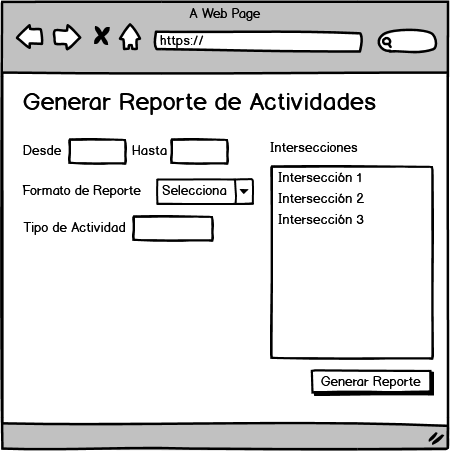 A Web Page
https://
Generar Reporte de Actividades
Desde Hasta
Intersecciones
Formato de Reporte Selecciona
Tipo de Actividad
Intersección 1
Intersección 2
Intersección 3
Generar Reporte